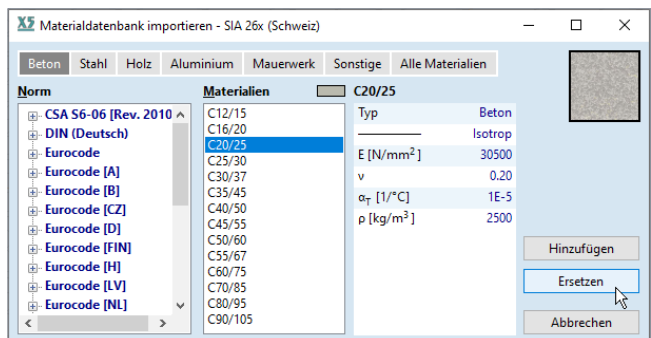 X5 Materialdatenbank importieren - SIA 26x (Schweiz)
Beton Stahl Holz Aluminium Mauerwerk Sonstige Alle Materialien
Norm
CSA S6-06 [Rev. 2010
DIN (Deutsch)
Eurocode
Eurocode [A]
Eurocode [B]
Eurocode [CZ]
Eurocode [D]
Eurocode [FIN]
Eurocode [H]
Eurocode [LV]
Eurocode [NL]
Materialien
C12/15
C16/20
C20/25
C25/30
C30/37
C35/45
C40/50
C45/55
C50/60
C55/67
C60/75
C70/85
C80/95
C90/105
C20/25
Typ Beton
Isotrop
E [N/mm²] 30500
ν 0.20
αT [1/°C] 1E-5
ρ [kg/m³] 2500
Hinzufügen
Ersetzen
Abbrechen